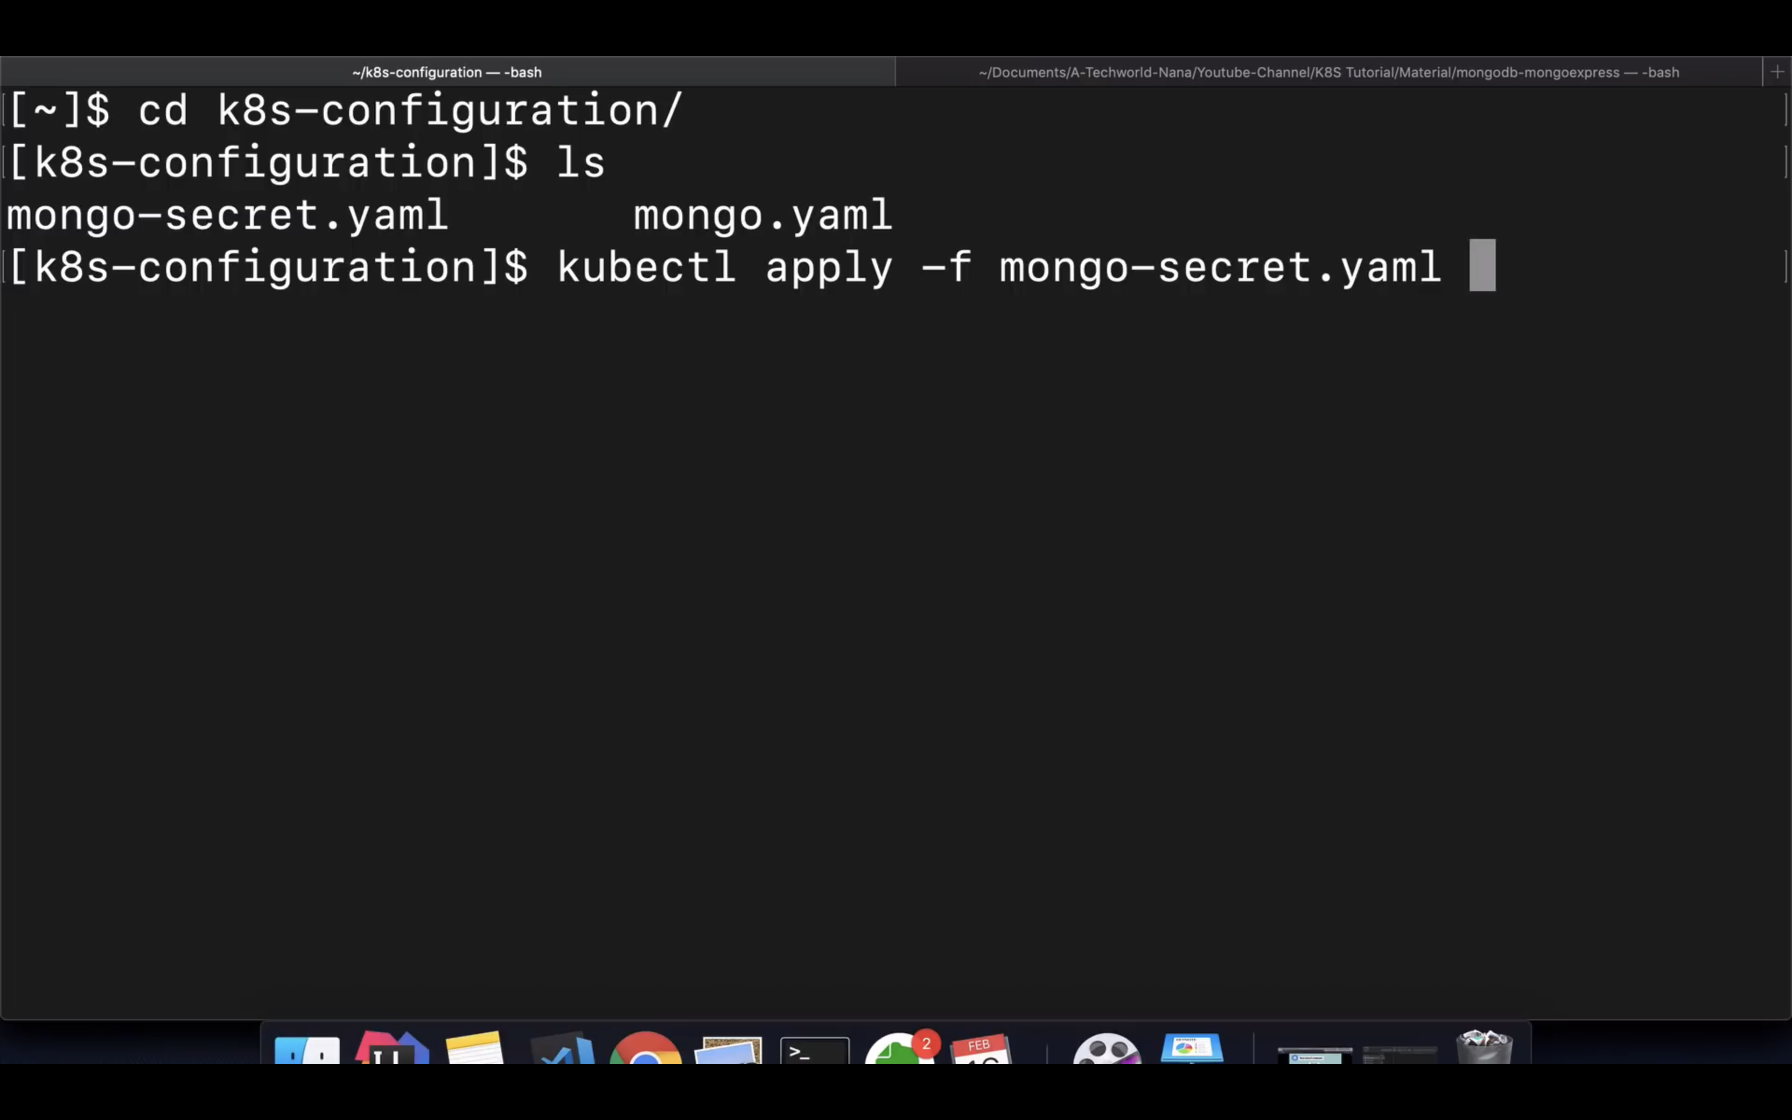 ~/k8s-configuration — -bash
~/Documents/A-Techworld-Nana/Youtube-Channel/K8S Tutorial/Material/mongodb-mongoexpress — -bash
[~]$ cd k8s-configuration/
[k8s-configuration]$ ls
mongo-secret.yaml mongo.yaml
[k8s-configuration]$ kubectl apply -f mongo-secret.yaml
>_
2
FEB